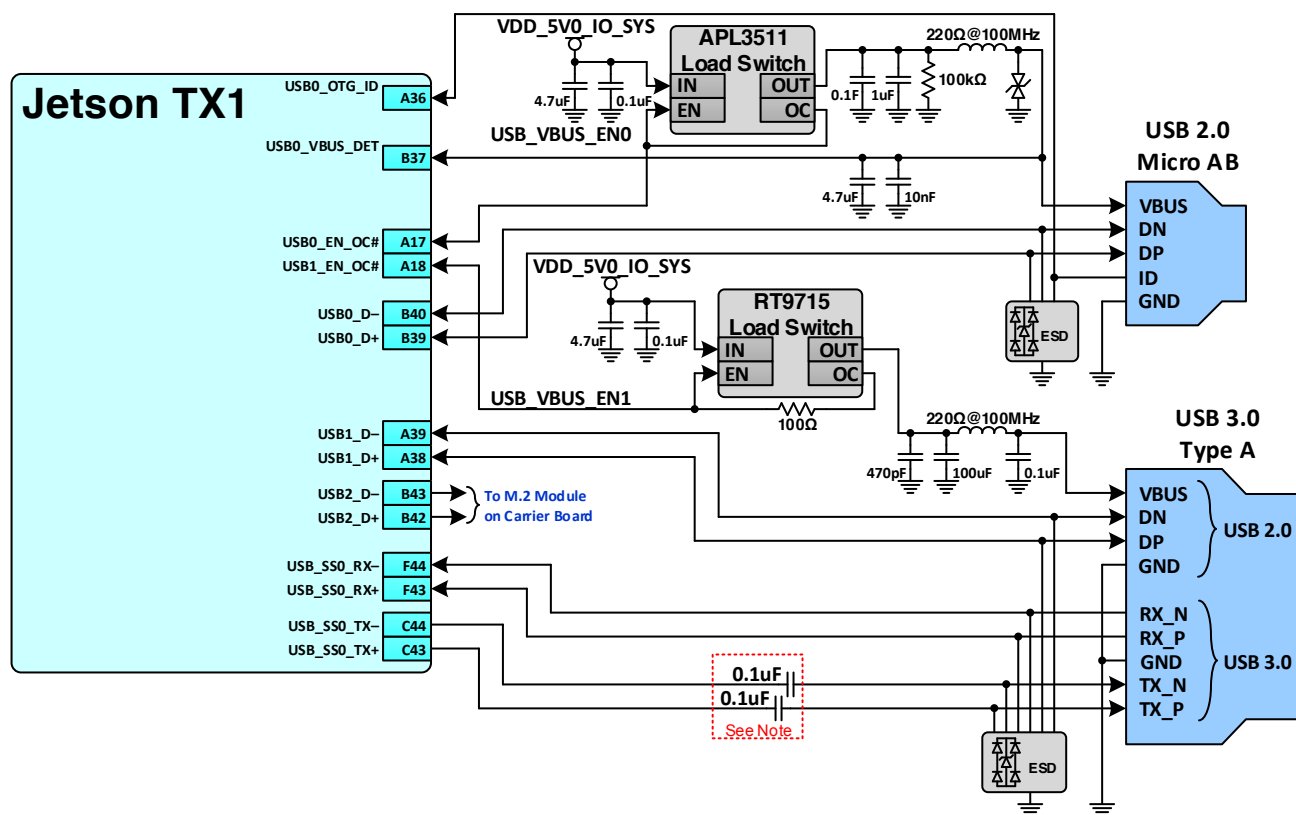 Jetson TX1
USB0_OTG_ID
A36
USB0_VBUS_DET
B37
USB0_EN_OC#
A17
USB1_EN_OC#
A18
USB0_D–
B40
USB0_D+
B39
USB1_D–
A39
USB1_D+
A38
USB2_D–
B43
USB2_D+
B42
USB_SS0_RX–
F44
USB_SS0_RX+
F43
USB_SS0_TX–
C44
USB_SS0_TX+
C43
To M.2 Module
on Carrier Board
VDD_5V0_IO_SYS
4.7uF
0.1uF
USB_VBUS_EN0
APL3511
Load Switch
IN
OUT
EN
OC
0.1F
1uF
100kΩ
220Ω@100MHz
4.7uF
10nF
USB 2.0
Micro AB
VBUS
DN
DP
ID
GND
ESD
VDD_5V0_IO_SYS
4.7uF
0.1uF
RT9715
Load Switch
IN
OUT
EN
OC
USB_VBUS_EN1
100Ω
220Ω@100MHz
470pF
100uF
0.1uF
USB 3.0
Type A
VBUS
DN
DP
GND
USB 2.0
RX_N
RX_P
GND
TX_N
TX_P
USB 3.0
0.1uF
0.1uF
See Note
ESD